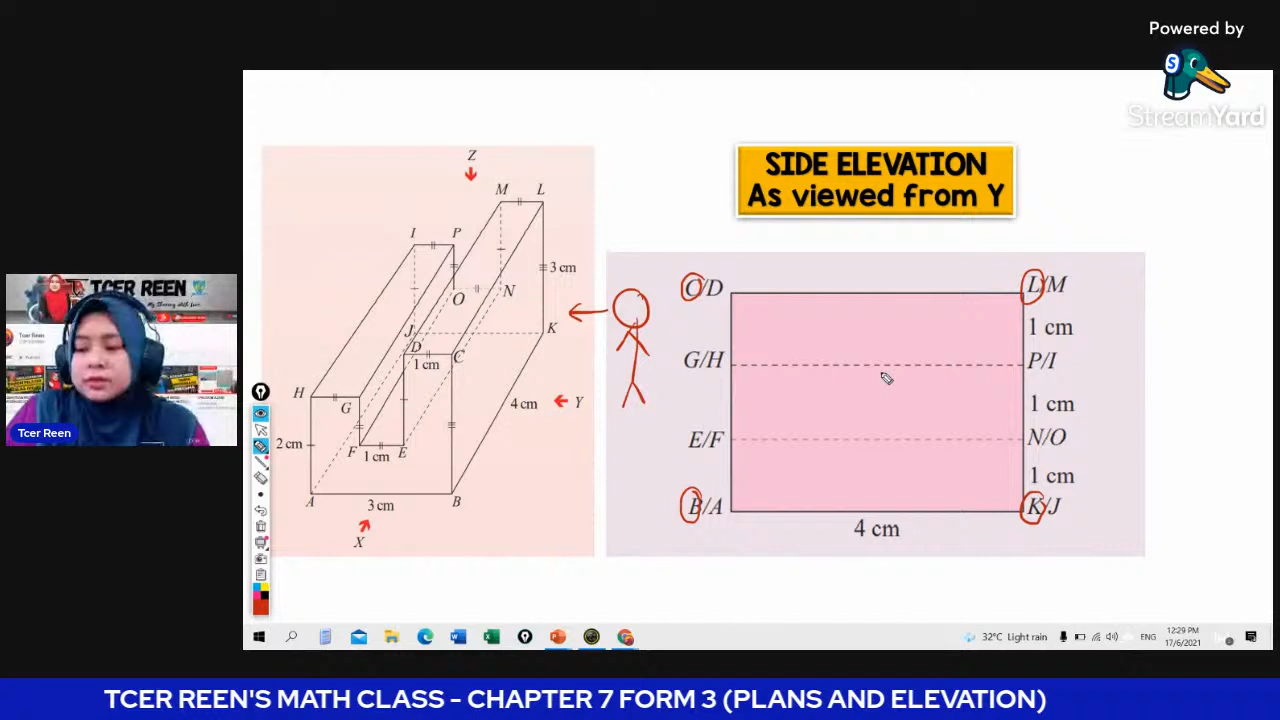 Powered by
S
StreamYard
SIDE ELEVATION
As viewed from Y
Z
M L
I P
3 cm
O N
J K
D C
1 cm
H G
4 cm
Y
2 cm
F 1 cm E
A B
3 cm
X
C/D L/M
1 cm
G/H P/I
1 cm
E/F N/O
1 cm
B/A K/J
4 cm
TCER REEN
Tcer Reen
Tcer Reen
32°C Light rain
ENG
12:29 PM
17/6/2021
TCER REEN'S MATH CLASS - CHAPTER 7 FORM 3 (PLANS AND ELEVATION)